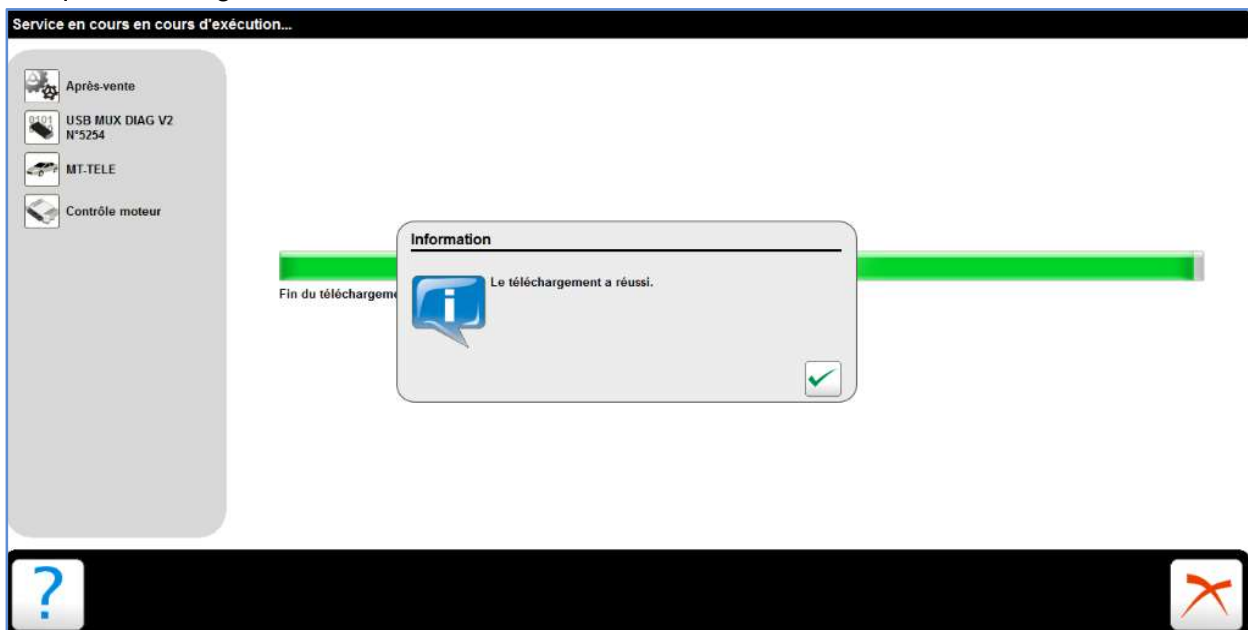 Service en cours en cours d'exécution...
Après-vente
USB MUX DIAG V2
N°5254
MT-TELE
Contrôle moteur
Information
Le téléchargement a réussi.
Fin du téléchargeme
?